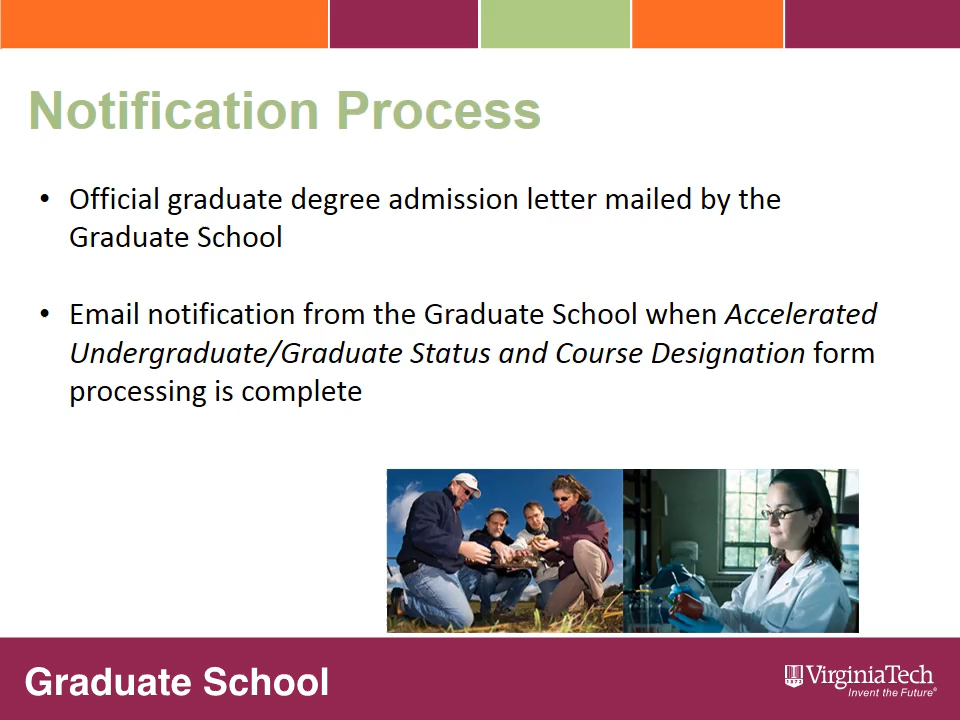 Notification Process
• Official graduate degree admission letter mailed by the
Graduate School
• Email notification from the Graduate School when Accelerated
Undergraduate/Graduate Status and Course Designation form
processing is complete
Graduate School
1872
VirginiaTech
Invent the Future®